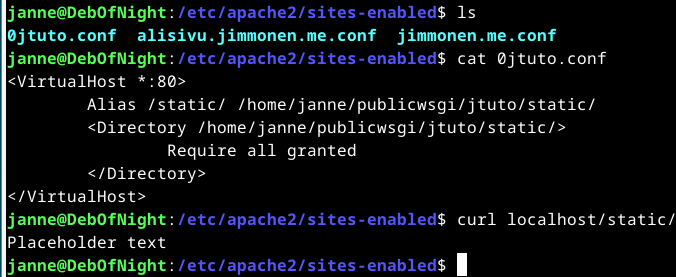 janne@DebOfNight:/etc/apache2/sites-enabled$ ls
0jtuto.conf  alisivu.jimmonen.me.conf  jimmonen.me.conf
janne@DebOfNight:/etc/apache2/sites-enabled$ cat 0jtuto.conf
<VirtualHost *:80>
        Alias /static/ /home/janne/publicwsgi/jtuto/static/
        <Directory /home/janne/publicwsgi/jtuto/static/>
                Require all granted
        </Directory>
</VirtualHost>
janne@DebOfNight:/etc/apache2/sites-enabled$ curl localhost/static/
Placeholder text
janne@DebOfNight:/etc/apache2/sites-enabled$